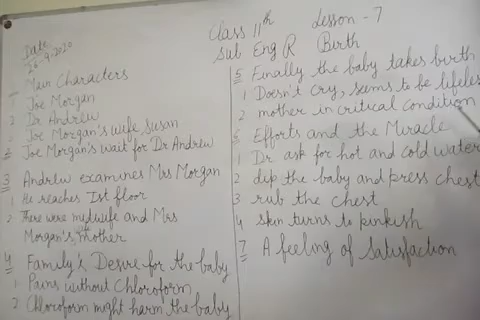 Date
26-9-2020
Class 11th Lesson - 7
Sub Eng R Birth
Main Characters
1 Joe Morgan
2 Dr Andrew
3 Joe Morgan's wife Susan
2 Joe Morgan's wait for Dr Andrew
3 Andrew examines Mrs Morgan
1 He reaches Ist floor
2 There were midwife and Mrs
Morgan's mother
4 Family's Desire for the baby
1 Pains without Chloroform
2 Chloroform might harm the baby
5 Finally the baby takes birth
1 Doesn't cry, seems to be lifeles
2 mother in critical condition
6 Efforts and the Miracle
1 Dr ask for hot and cold water
2 dip the baby and press chest
3 rub the chest
4 Skin turns to pinkish
7 A feeling of Satisfaction